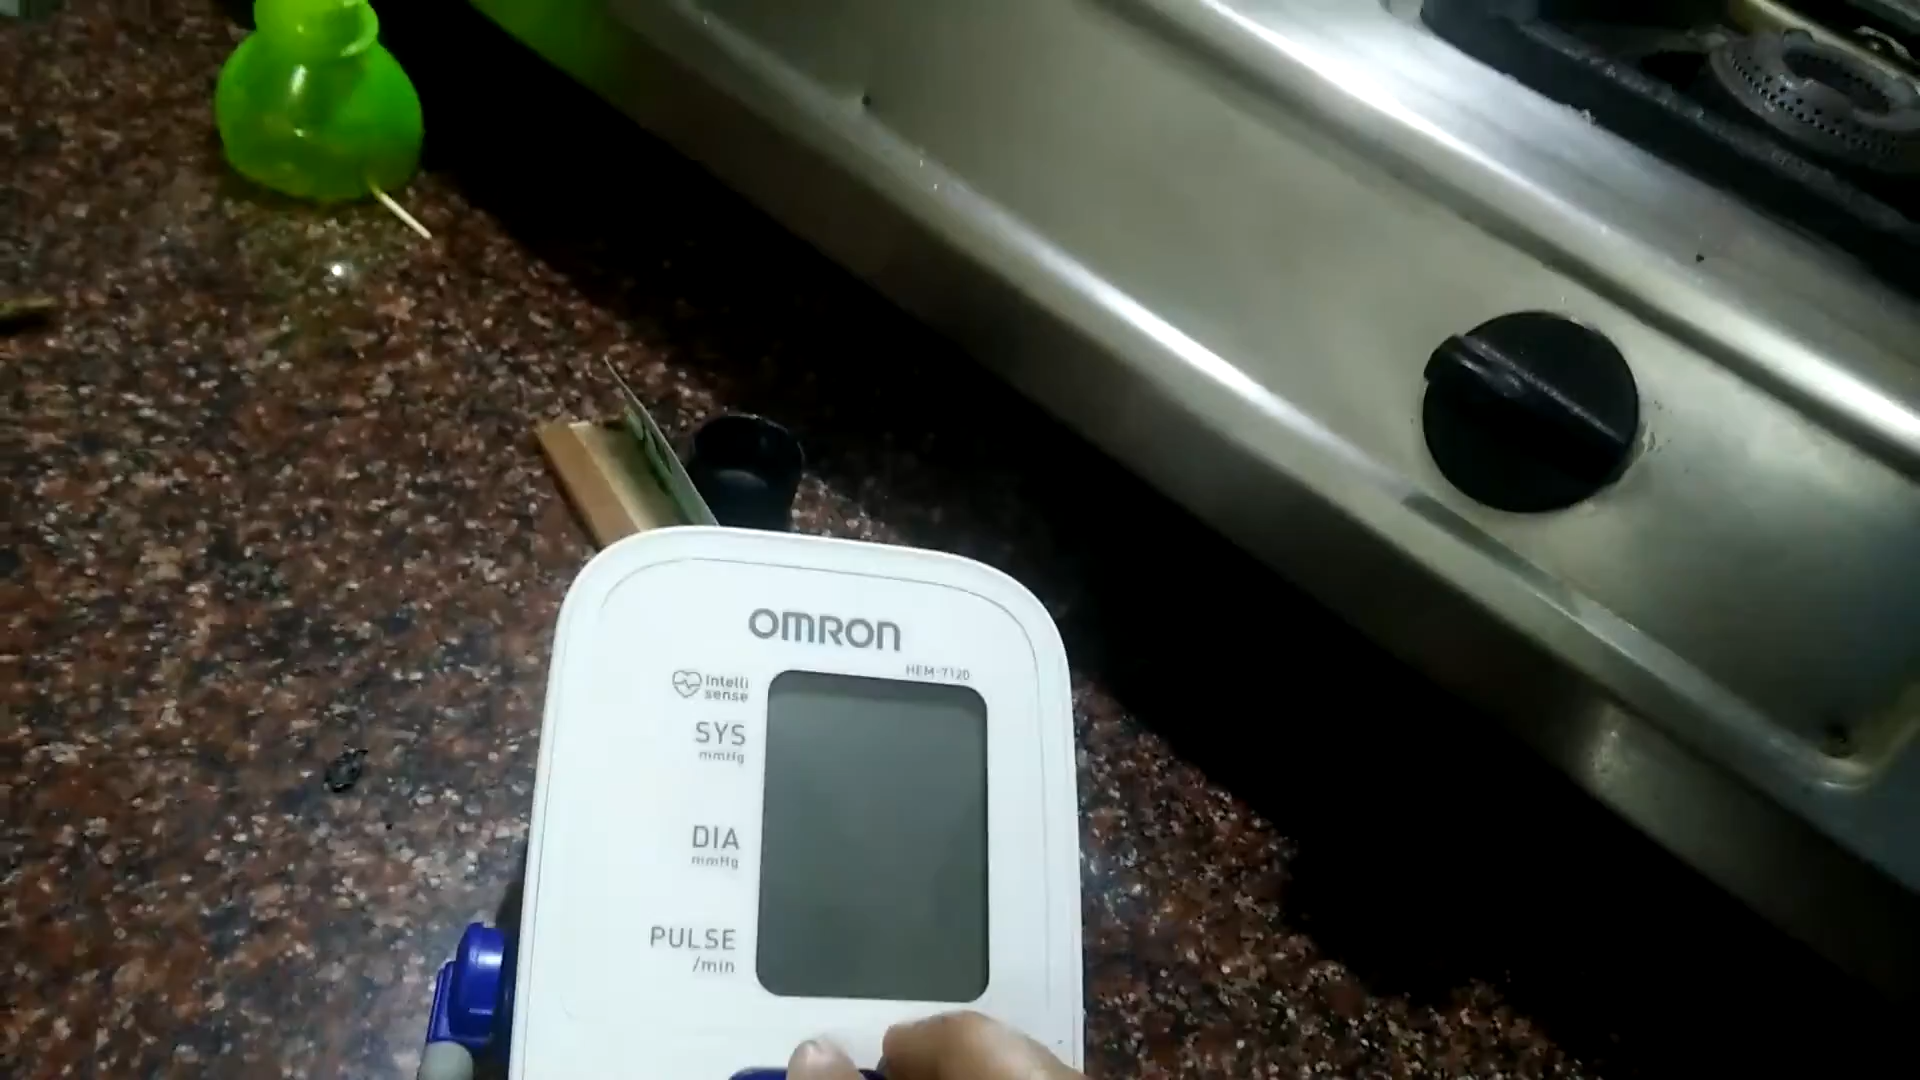 OMRON
HEM-7120
Intelli
sense
SYS
mmHg
DIA
mmHg
PULSE
/min